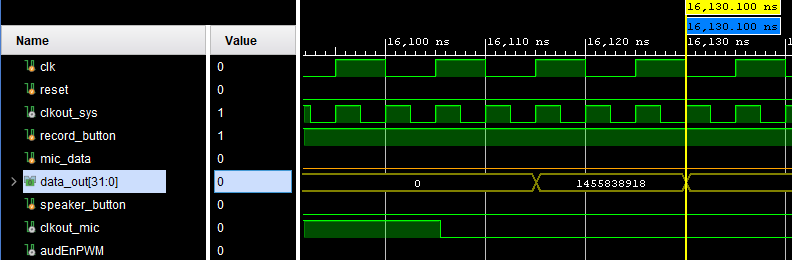 16,130.100 ns
16,130.100 ns
Name Value 16,100 ns 16,110 ns 16,120 ns 16,130 ns
clk 0
reset 0
clkout_sys 1
record_button 1
mic_data 0
data_out[31:0] 0 0 1455838918
speaker_button 0
clkout_mic 0
audEnPWM 0